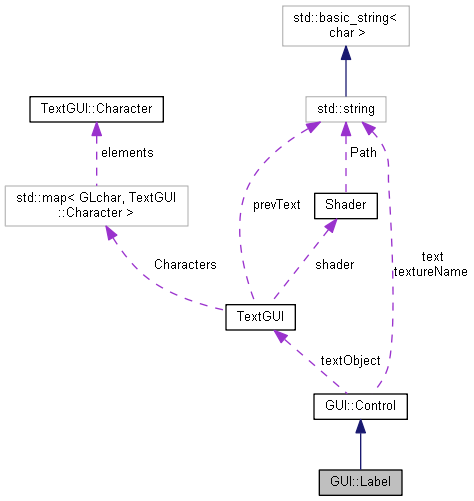 std::basic_string<
char >
TextGUI::Character
std::string
elements
Path
std::map< GLchar, TextGUI
::Character >
prevText
Shader
text
textureName
Characters
shader
TextGUI
textObject
GUI::Control
GUI::Label